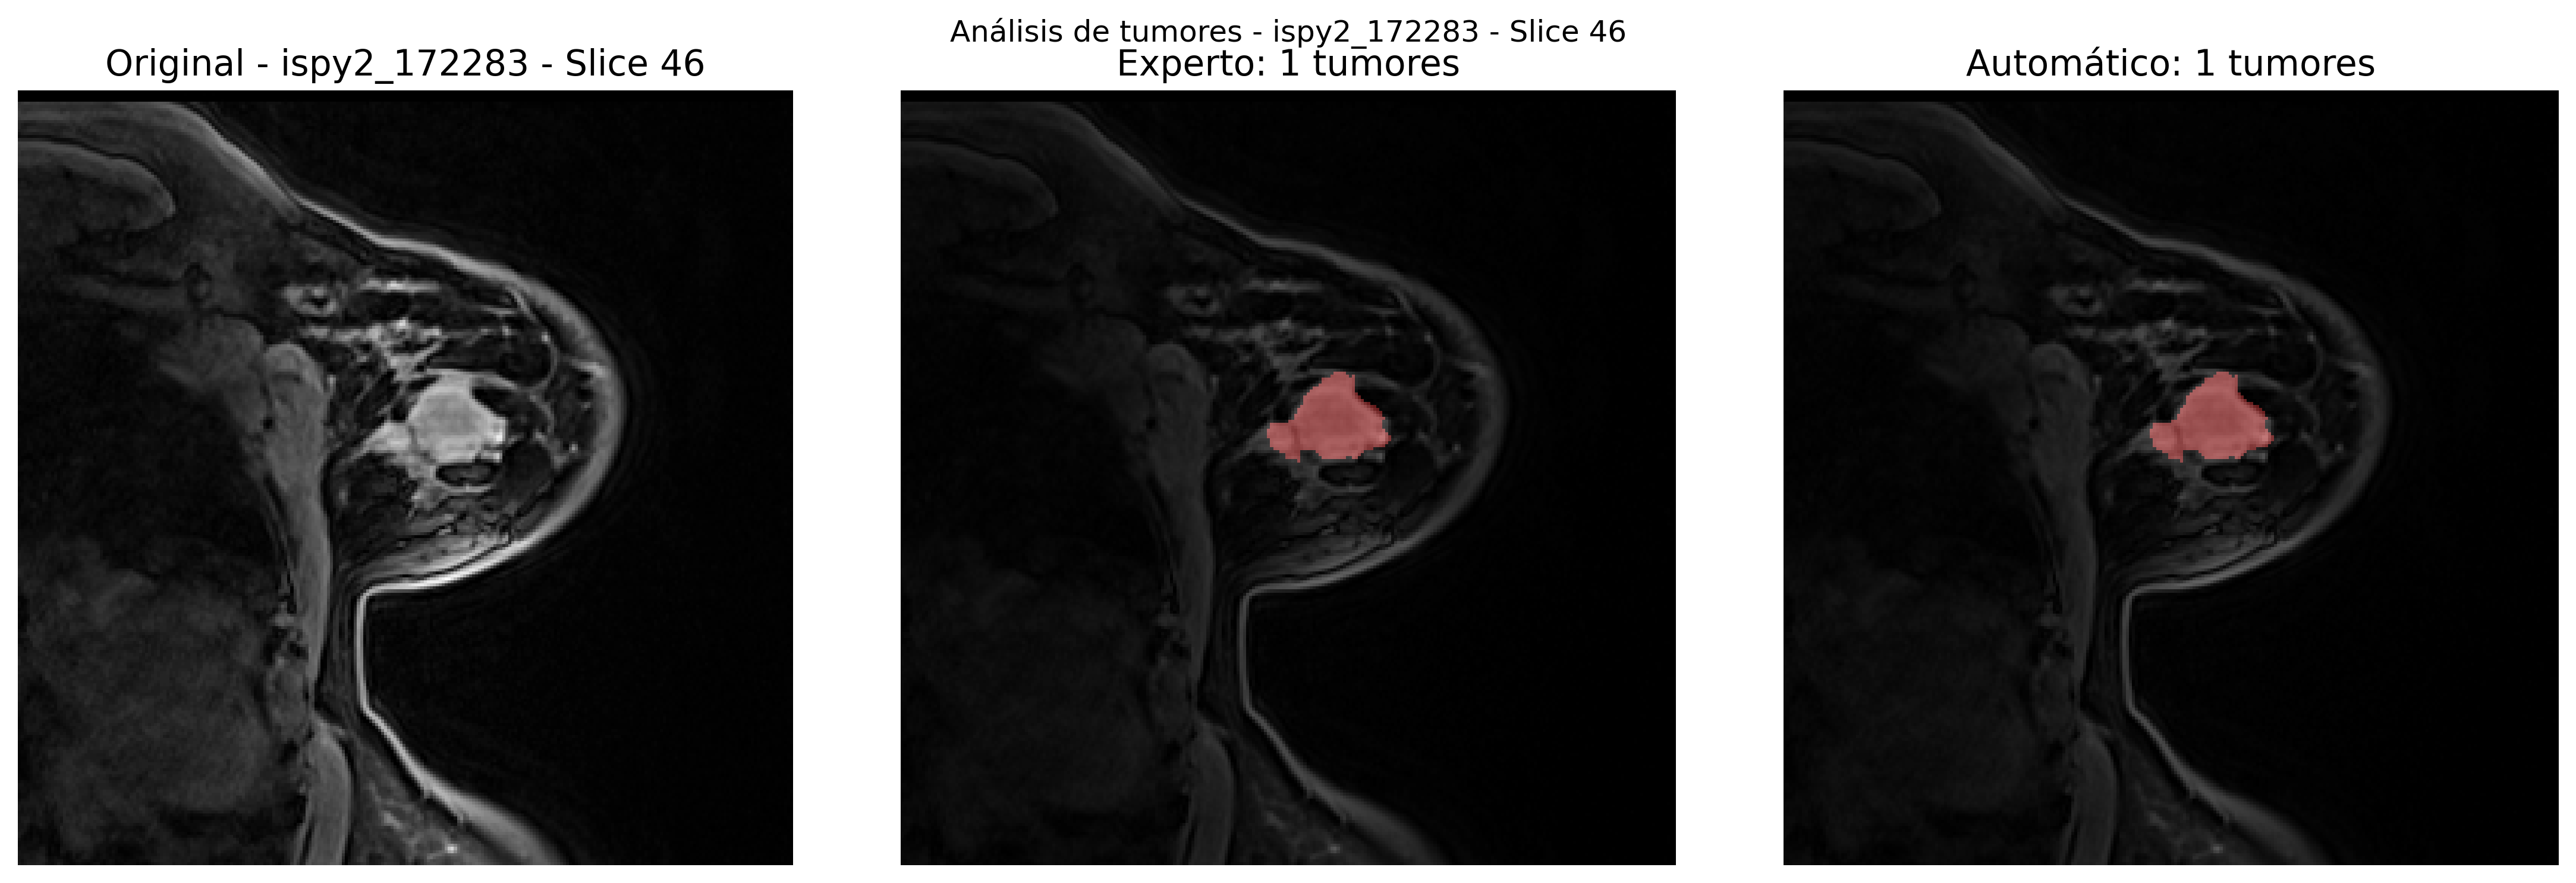 Análisis de tumores - ispy2_172283 - Slice 46
Original - ispy2_172283 - Slice 46
Experto: 1 tumores
Automático: 1 tumores